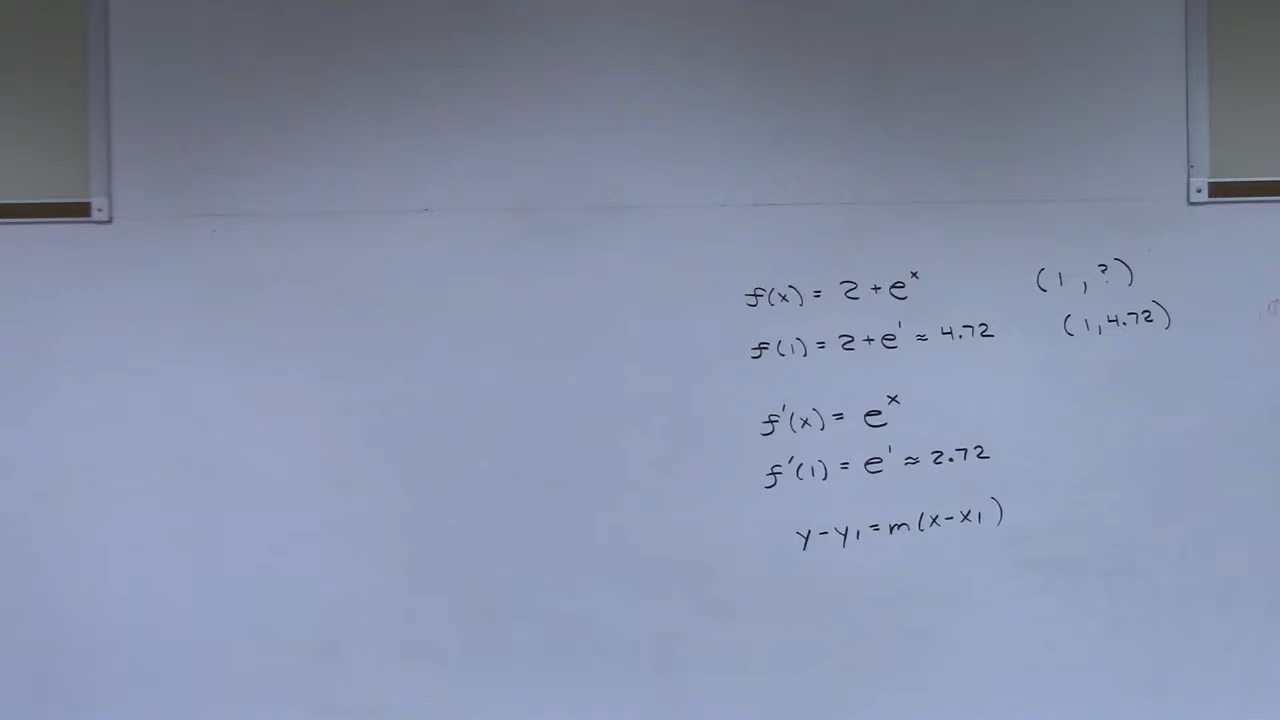 f(x) = 2 + e^x (1, ?)
f(1) = 2 + e^1 ≈ 4.72 (1, 4.72)
f'(x) = e^x
f'(1) = e^1 ≈ 2.72
y - y₁ = m(x - x₁)